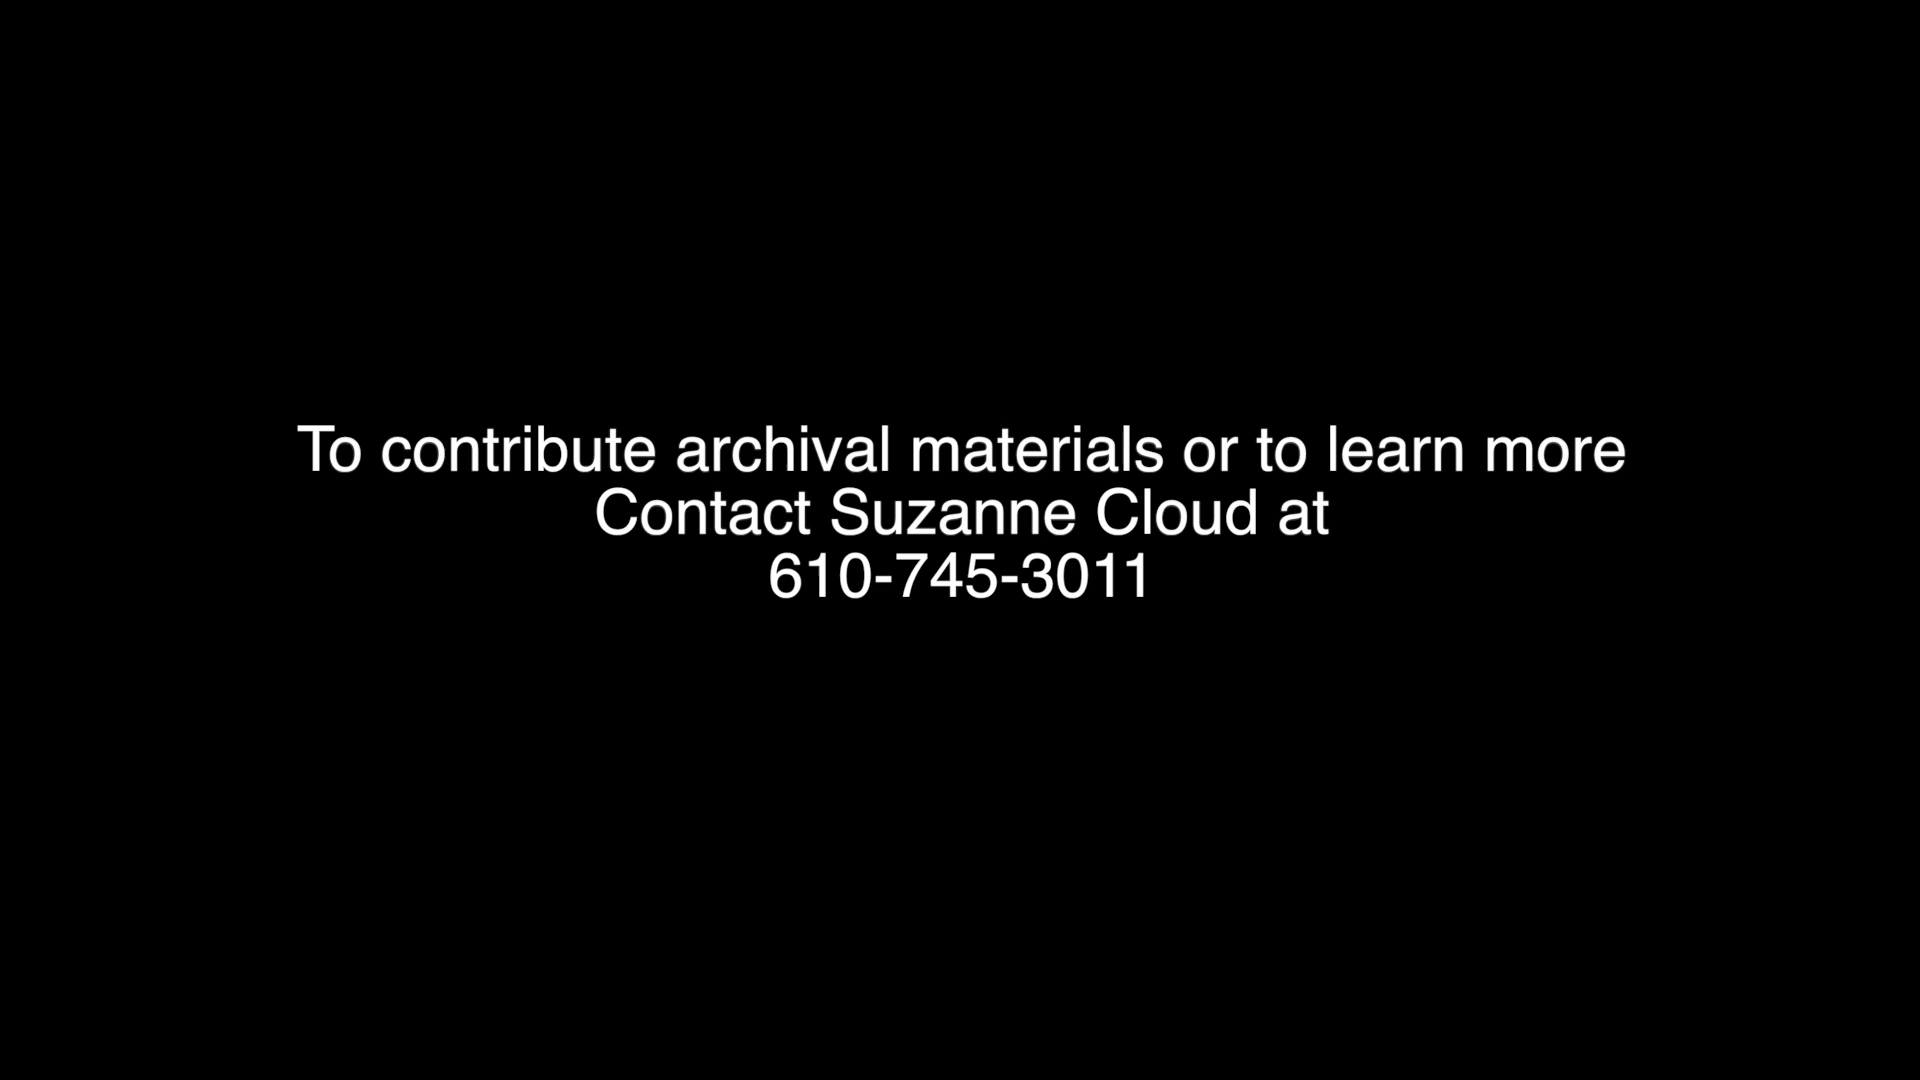 To contribute archival materials or to learn more
Contact Suzanne Cloud at
610-745-3011